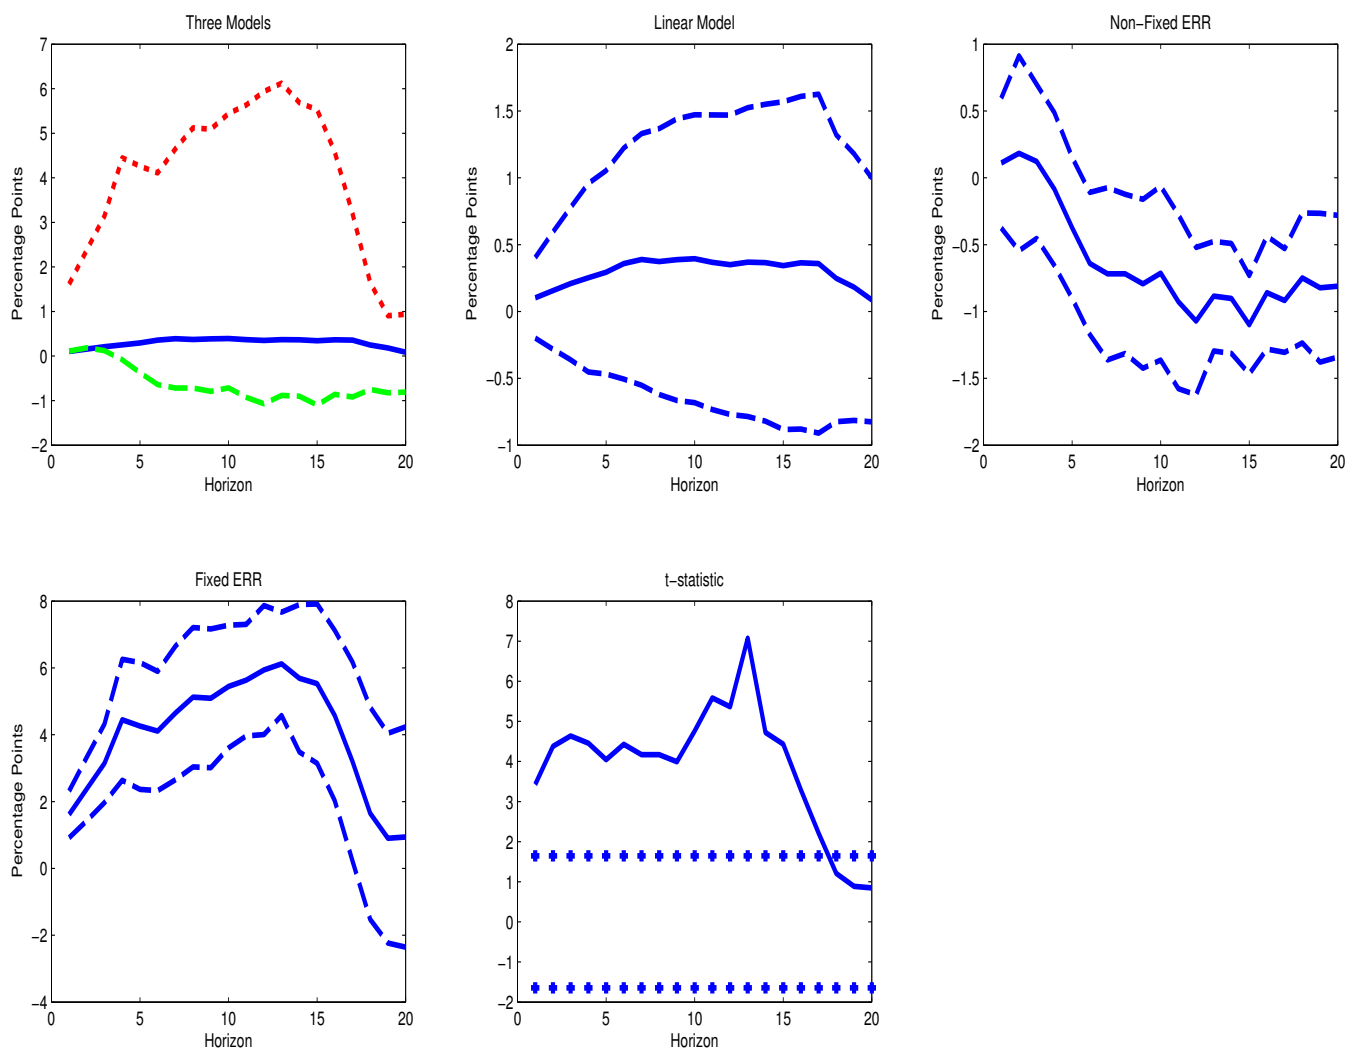 Three Models
7
6
5
4
3
2
1
0
−1
−2
0 5 10 15 20
Horizon
Percentage Points
Linear Model
2
1.5
1
0.5
0
−0.5
−1
0 5 10 15 20
Horizon
Percentage Points
Non−Fixed ERR
1
0.5
0
−0.5
−1
−1.5
−2
0 5 10 15 20
Horizon
Percentage Points
Fixed ERR
8
6
4
2
0
−2
−4
0 5 10 15 20
Horizon
Percentage Points
t−statistic
8
7
6
5
4
3
2
1
0
−1
−2
0 5 10 15 20
Horizon